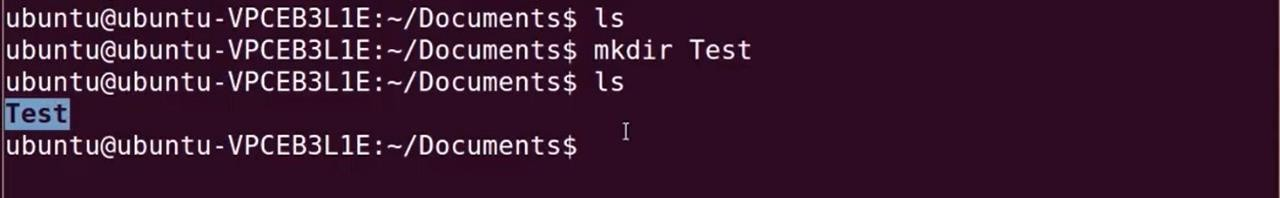 ubuntu@ubuntu-VPCEB3L1E:~/Documents$ ls
ubuntu@ubuntu-VPCEB3L1E:~/Documents$ mkdir Test
ubuntu@ubuntu-VPCEB3L1E:~/Documents$ ls
Test
ubuntu@ubuntu-VPCEB3L1E:~/Documents$